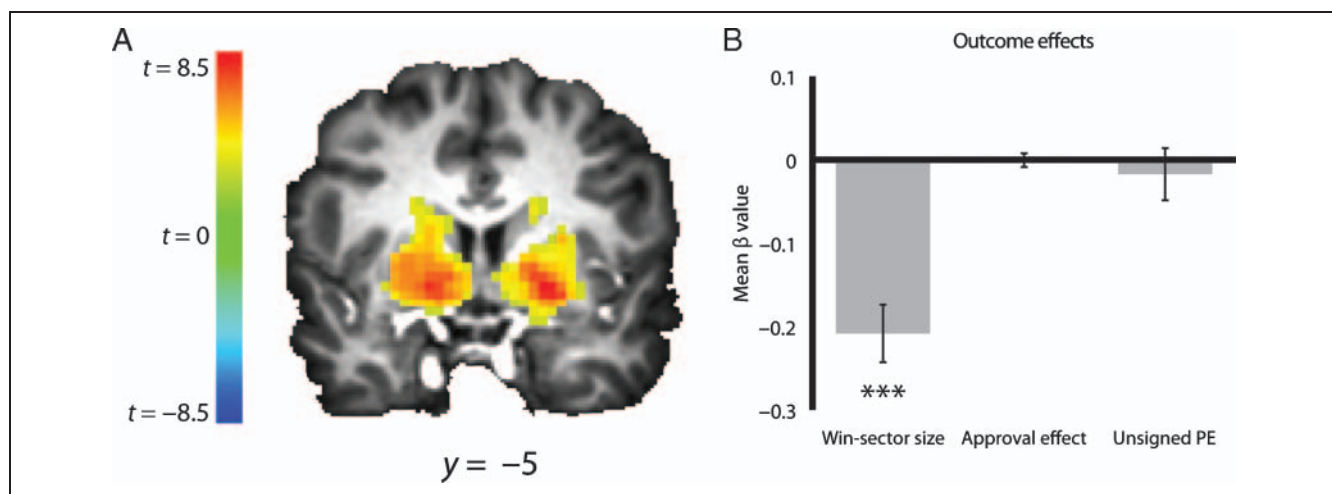 A
t = 8.5
t = 0
t = −8.5
y = −5
B
Outcome effects
0.1
0
−0.1
−0.2
−0.3
Mean β value
***
Win-sector size
Approval effect
Unsigned PE